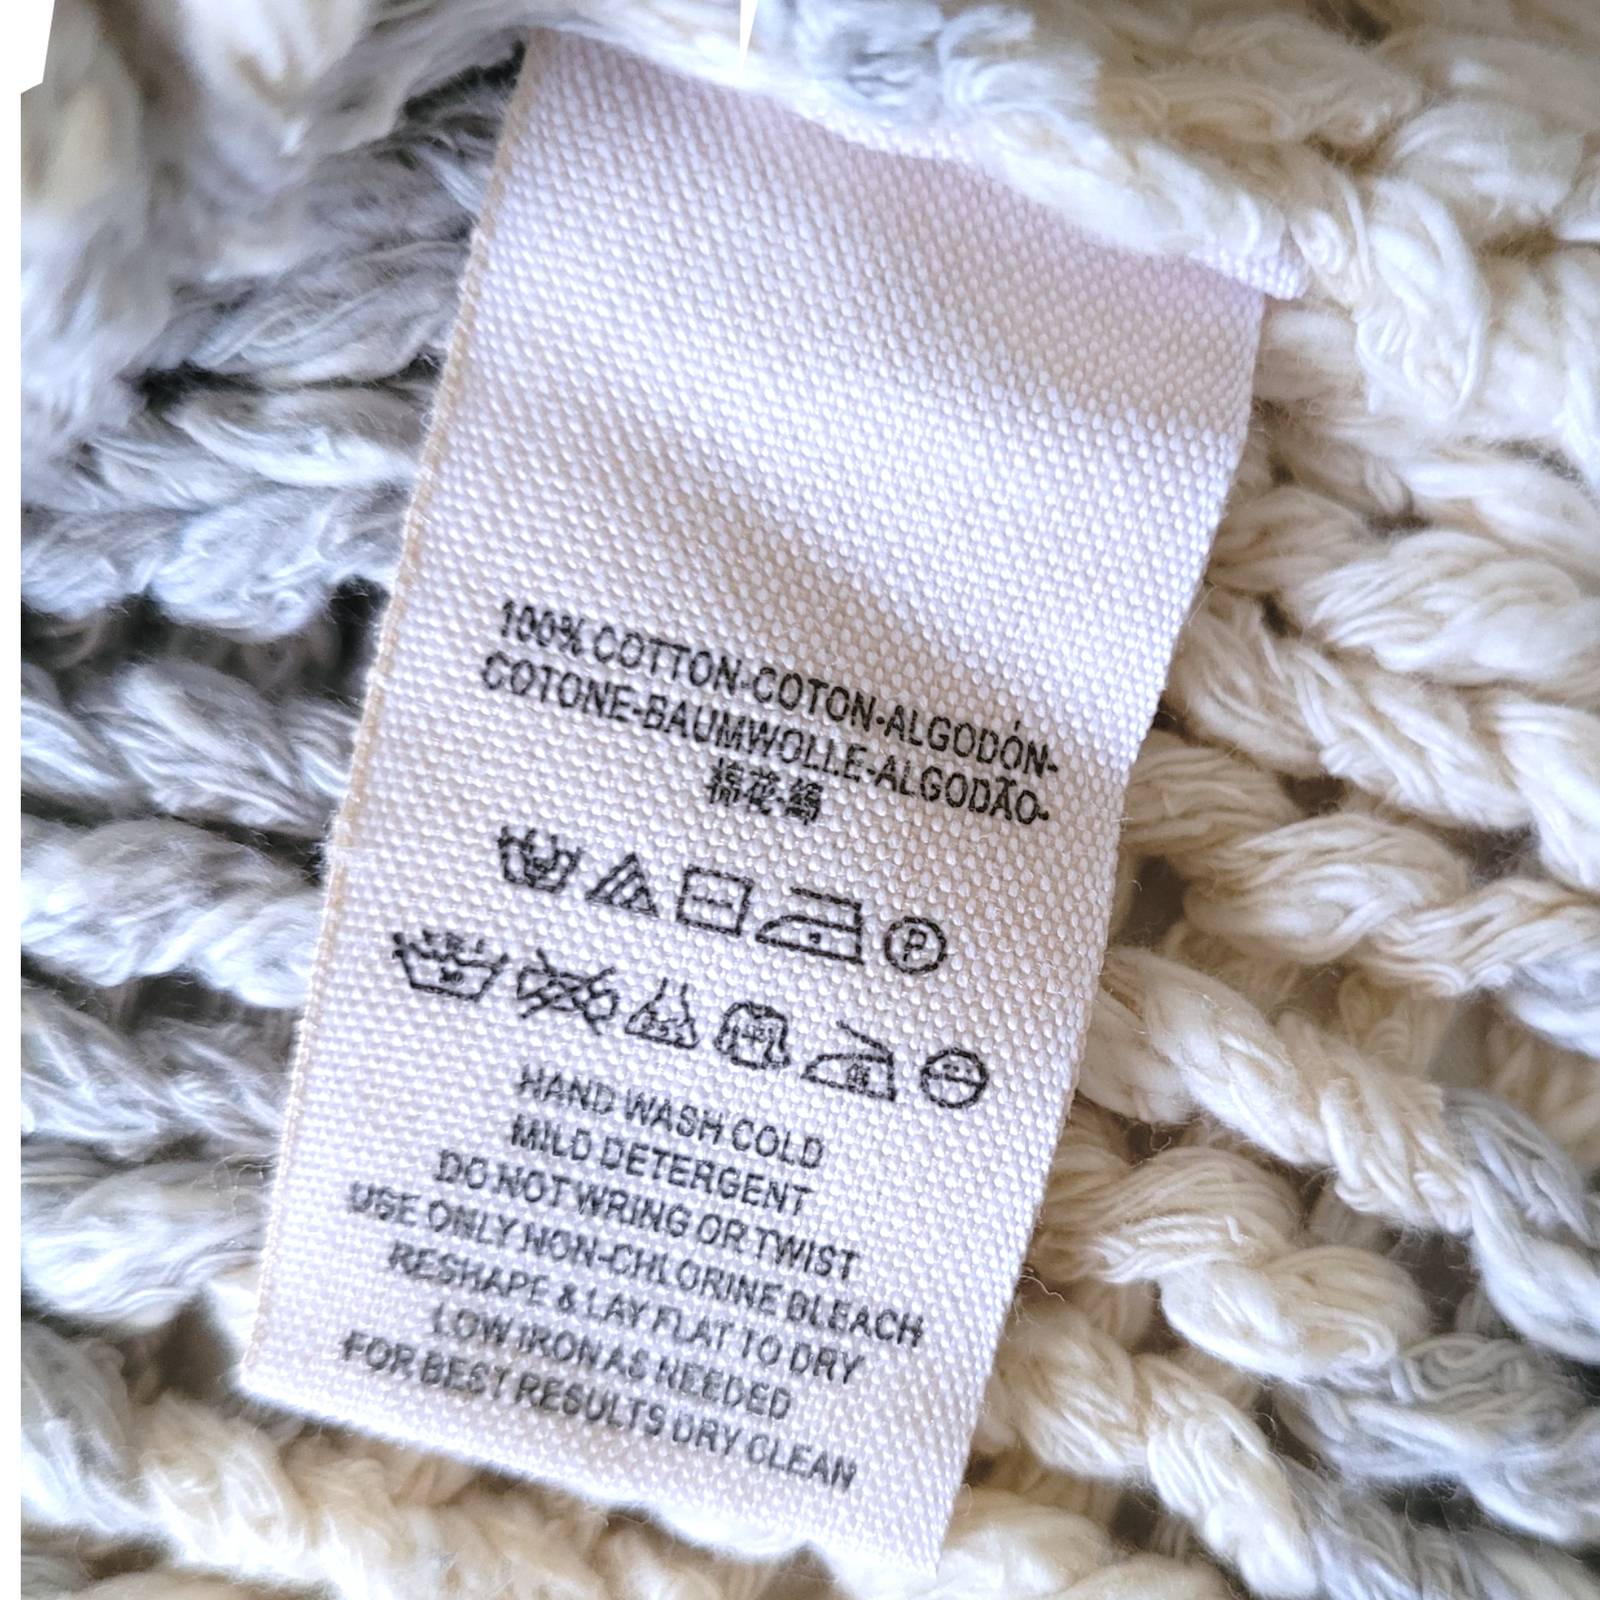 100% COTTON-COTON-ALGODÓN-
COTONE-BAUMWOLLE-ALGODÃO-
棉花-綿
P
HAND WASH COLD
MILD DETERGENT
DO NOT WRING OR TWIST
USE ONLY NON-CHLORINE BLEACH
RESHAPE & LAY FLAT TO DRY
LOW IRON AS NEEDED
FOR BEST RESULTS DRY CLEAN